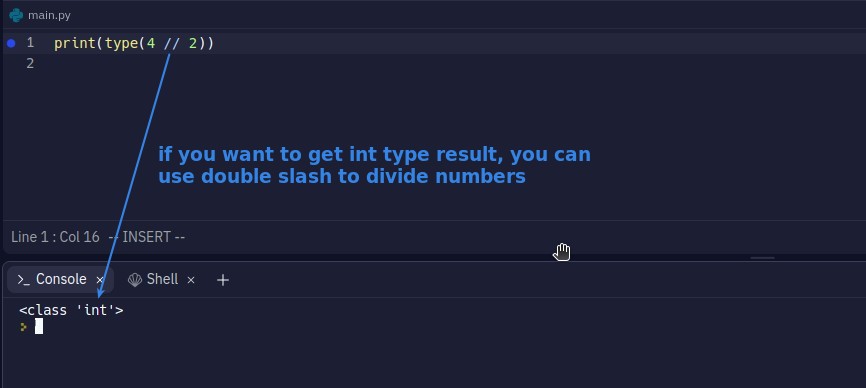 main.py
1 print(type(4 // 2))
2
if you want to get int type result, you can
use double slash to divide numbers
Line 1 : Col 16 -- INSERT --
>_ Console × Shell × +
<class 'int'>